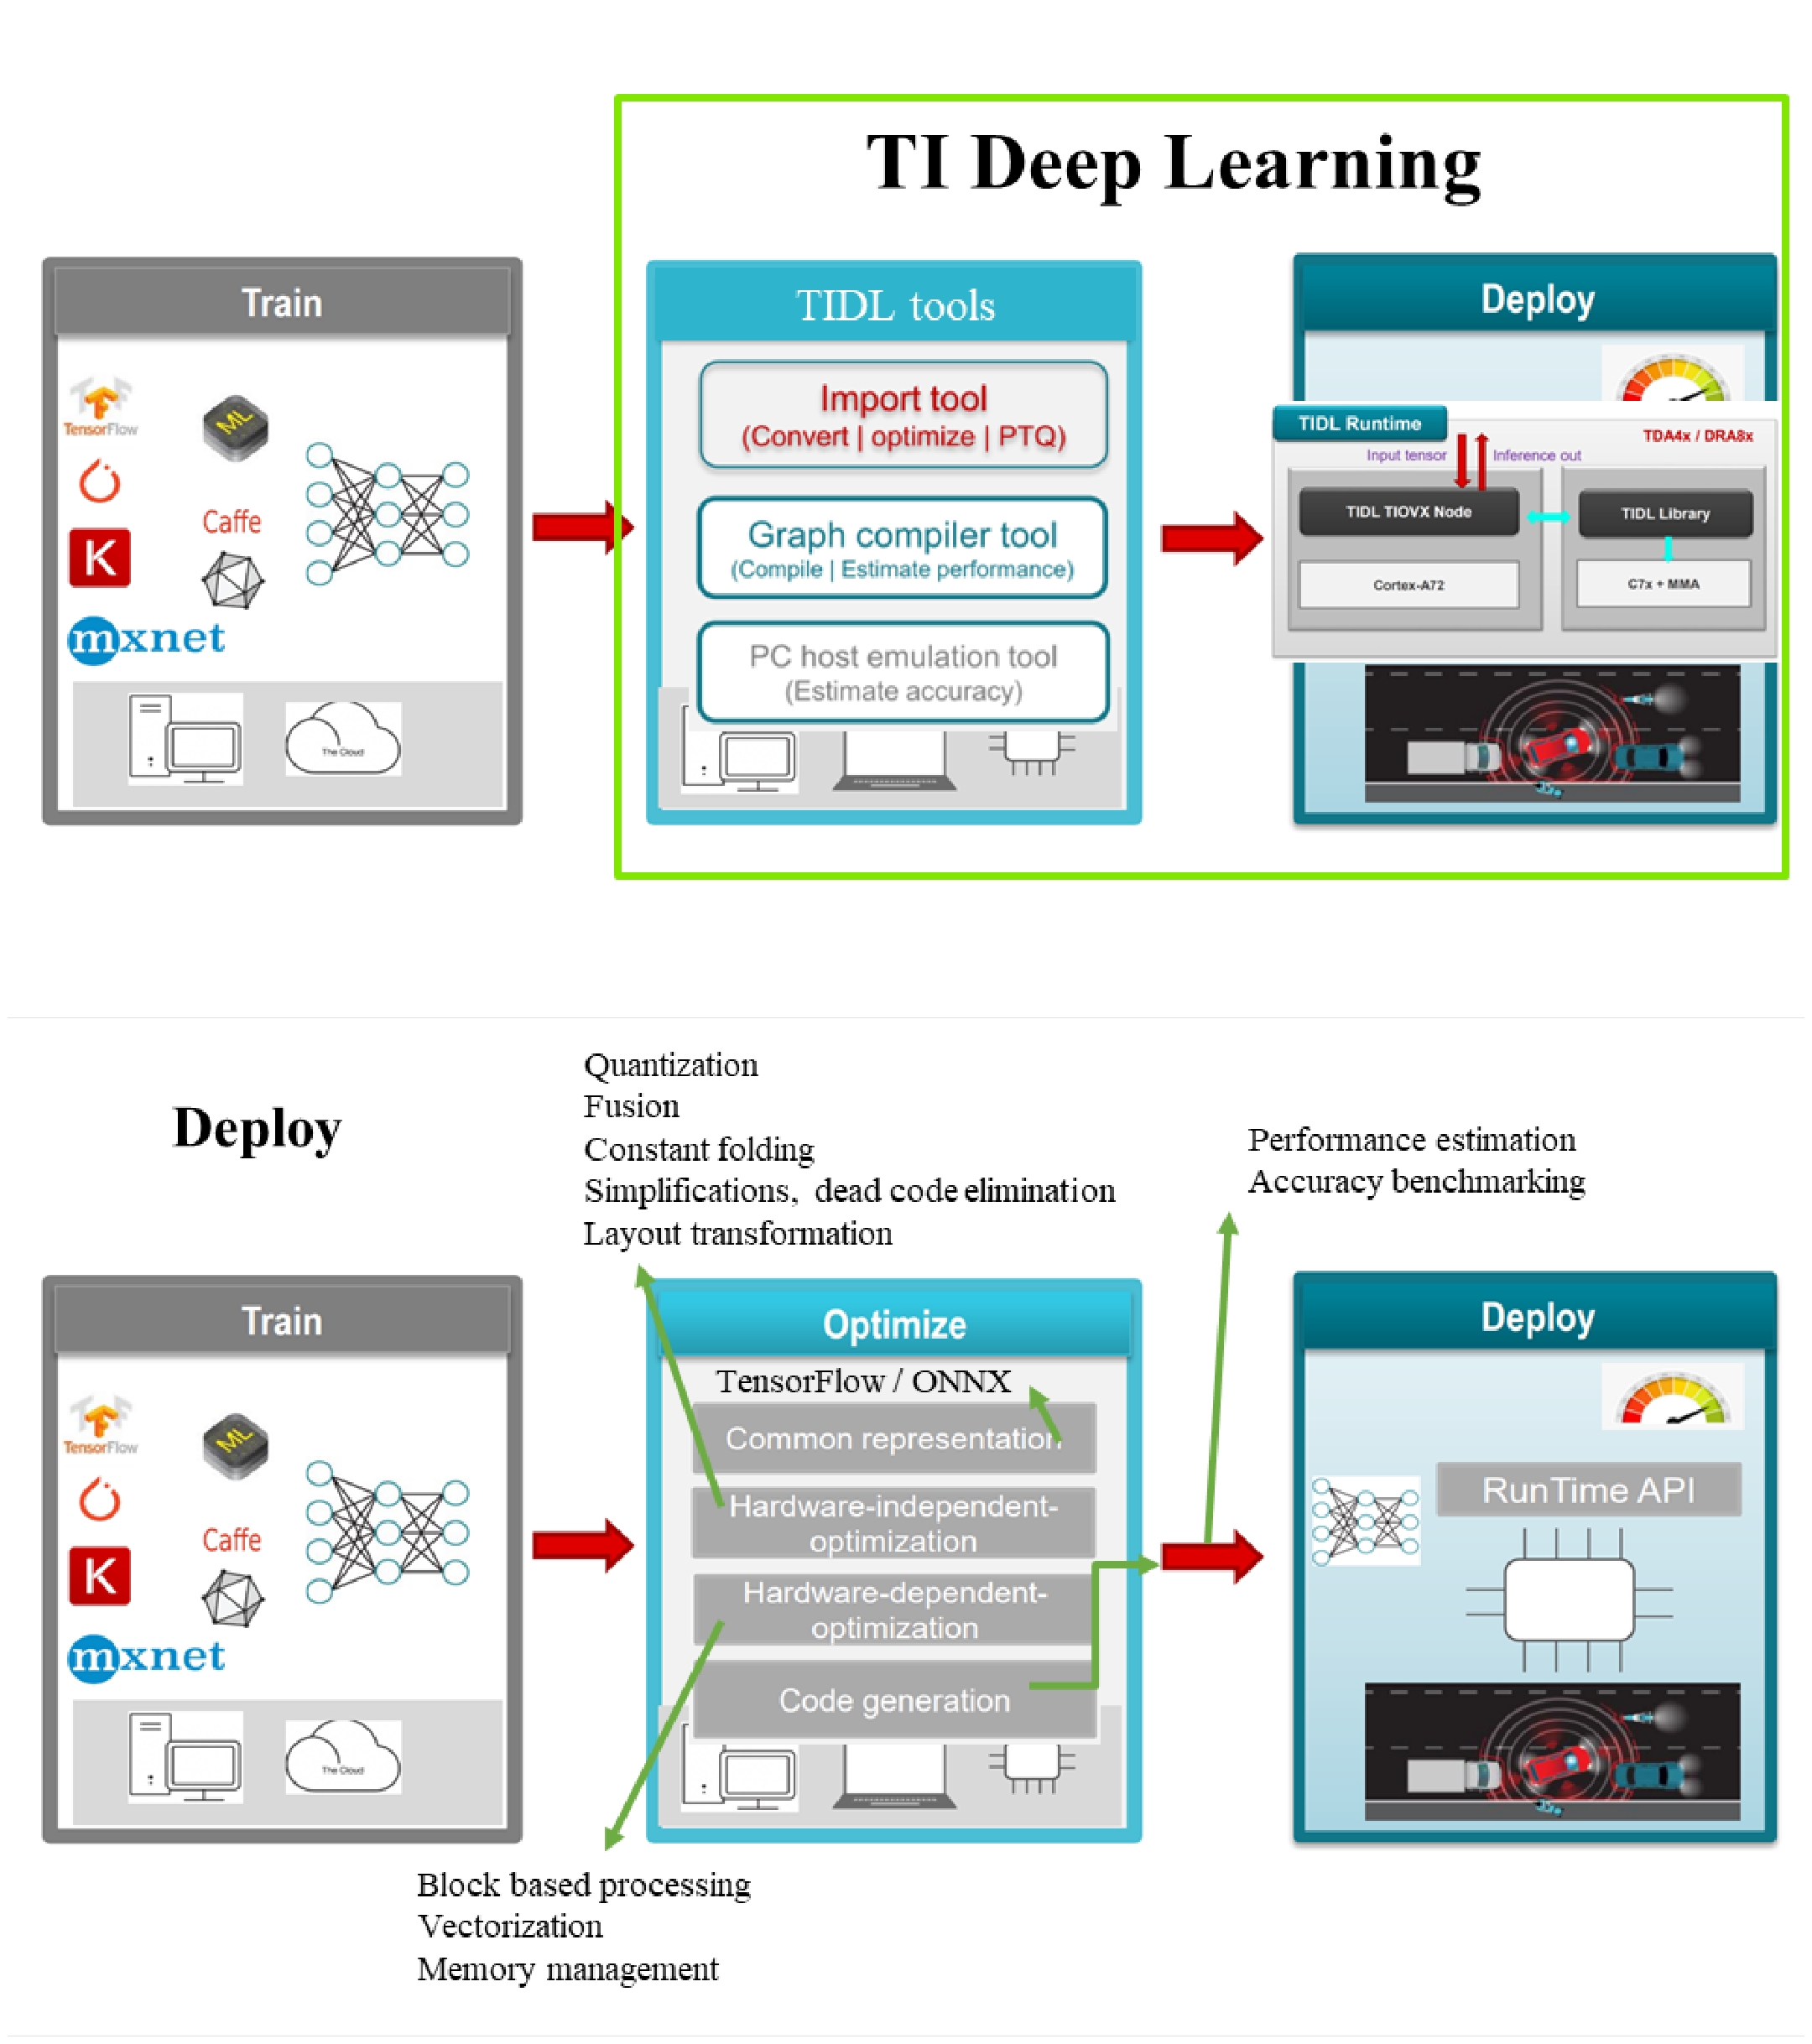 TI Deep Learning
Train
TensorFlow
ML
Caffe
K
mxnet
The Cloud
TIDL tools
Import tool
(Convert | optimize | PTQ)
Graph compiler tool
(Compile | Estimate performance)
PC host emulation tool
(Estimate accuracy)
Deploy
TIDL Runtime
TDA4x / DRA8x
Input tensor
Inference out
TIDL TIOVX Node
TIDL Library
Cortex-A72
C7x + MMA
Deploy
Quantization
Fusion
Constant folding
Simplifications, dead code elimination
Layout transformation
Performance estimation
Accuracy benchmarking
Train
TensorFlow
ML
Caffe
K
mxnet
The Cloud
Optimize
TensorFlow / ONNX
Common representation
Hardware-independent-
optimization
Hardware-dependent-
optimization
Code generation
Deploy
RunTime API
Block based processing
Vectorization
Memory management